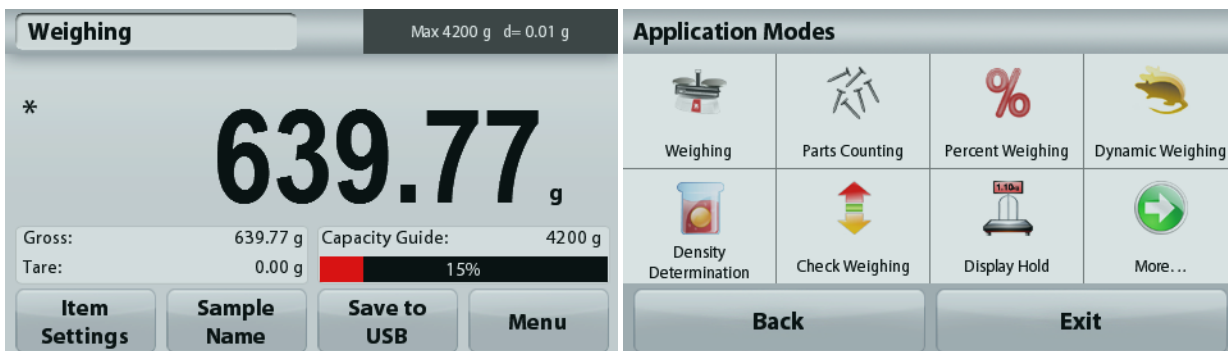 Weighing
Max 4200 g d= 0.01 g
*
639.77 g
Gross: 639.77 g
Tare: 0.00 g
Capacity Guide: 4200 g
15%
Item Settings
Sample Name
Save to USB
Menu
Application Modes
Weighing
Parts Counting
Percent Weighing
Dynamic Weighing
1.10
Density
Determination
Check Weighing
Display Hold
More...
Back
Exit